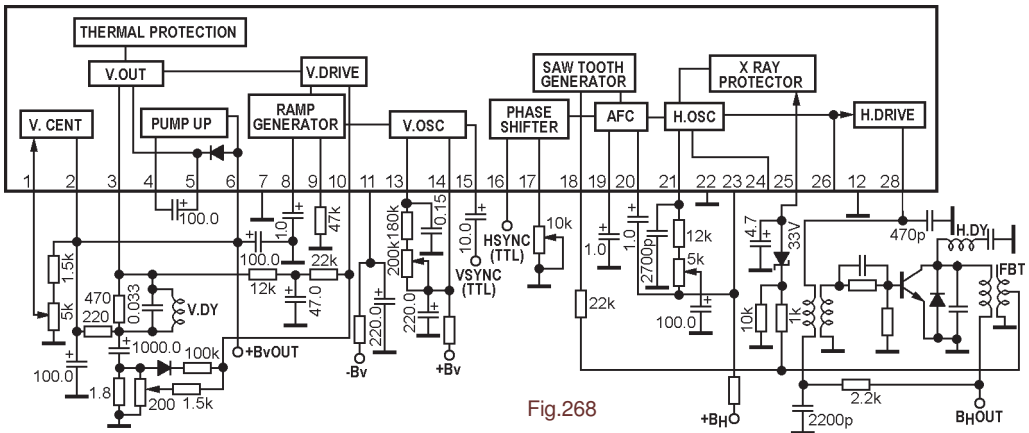 THERMAL PROTECTION
V.OUT
V.DRIVE
SAW TOOTH
GENERATOR
X RAY
PROTECTOR
V. CENT
PUMP UP
RAMP
GENERATOR
V.OSC
PHASE
SHIFTER
AFC
H.OSC
H.DRIVE
1 2 3 4 5 6 7 8 9 10 11 13 14 15 16 17 18 19 20 21 22 23 24 25 26 12 28
100.0
1.0
47k
180k
0.15
10.0
HSYNC
(TTL)
10k
1.0
1.0
2700p
12k
4.7
33V
470p
H.DY
1.5k
100.0
200k
VSYNC
(TTL)
5k
FBT
5k
470
0.033
V.DY
12k
22k
47.0
220.0
220.0
22k
100.0
10k
1k
220
100.0
1000.0
+BvOUT
100k
-Bv
+Bv
1.8
200
1.5k
+BH
2200p
2.2k
BHOUT
Fig.268